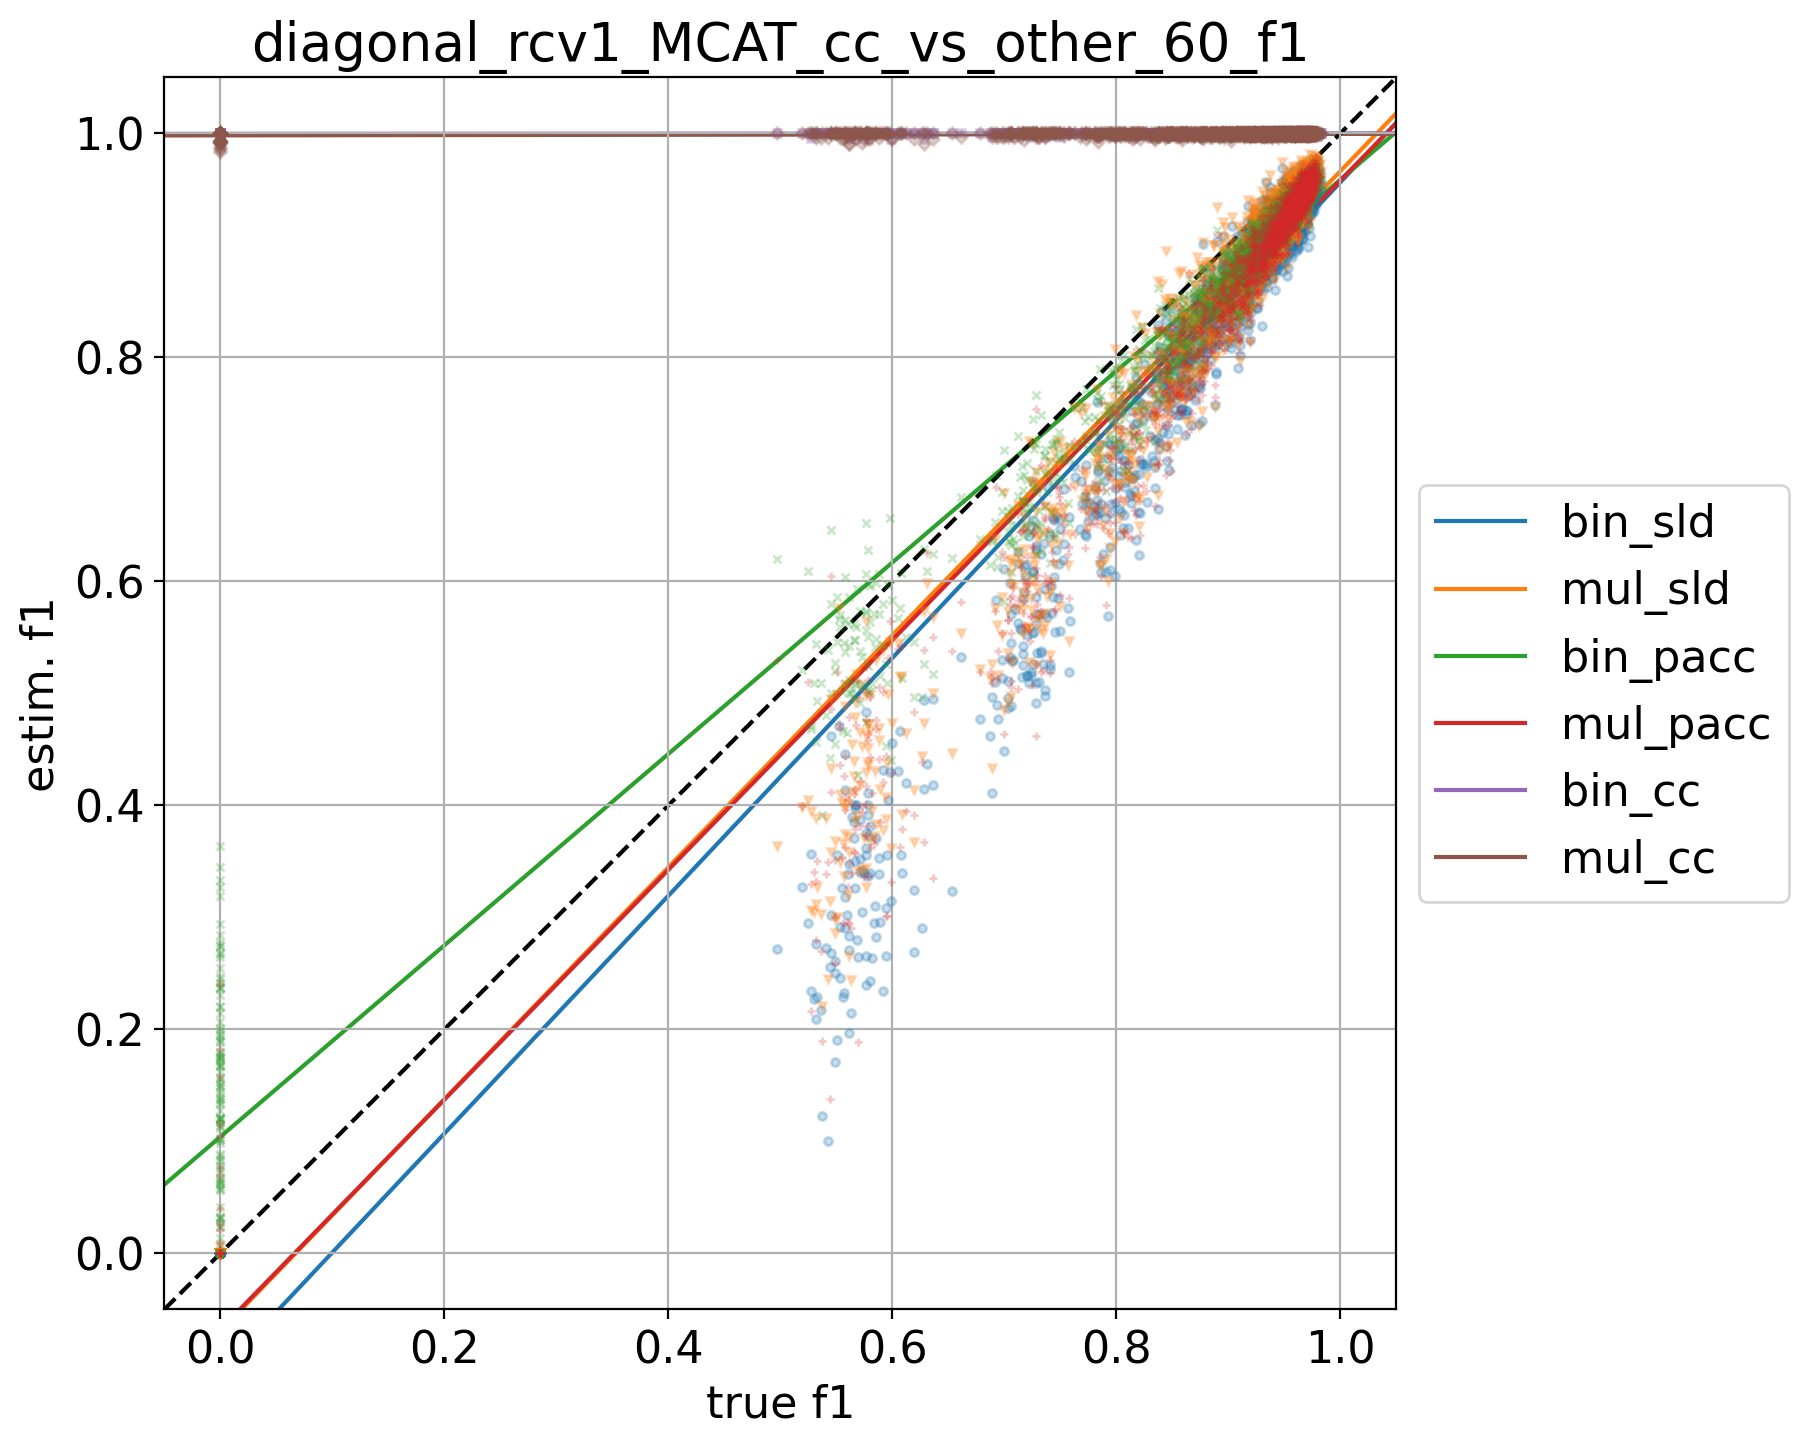 diagonal_rcv1_MCAT_cc_vs_other_60_f1
estim. f1
1.0
0.8
0.6
0.4
0.2
0.0
0.0 0.2 0.4 0.6 0.8 1.0
true f1
bin_sld
mul_sld
bin_pacc
mul_pacc
bin_cc
mul_cc